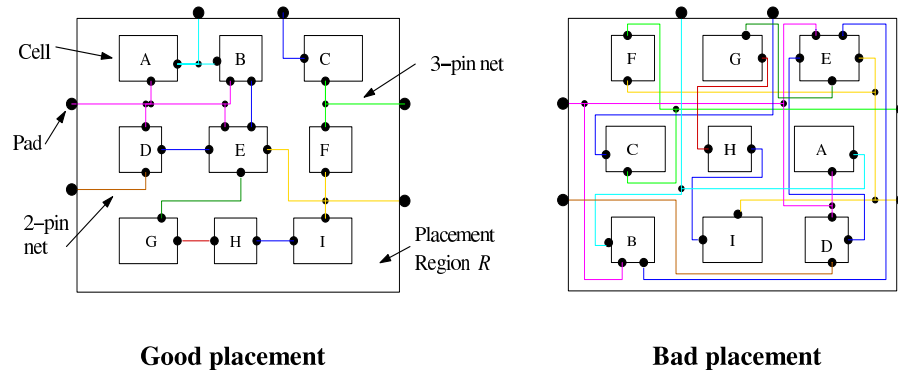 Cell
A
B
C
3-pin net
Pad
D
E
F
2-pin
net
G
H
I
Placement
Region R
Good placement
F
G
E
C
H
A
B
I
D
Bad placement